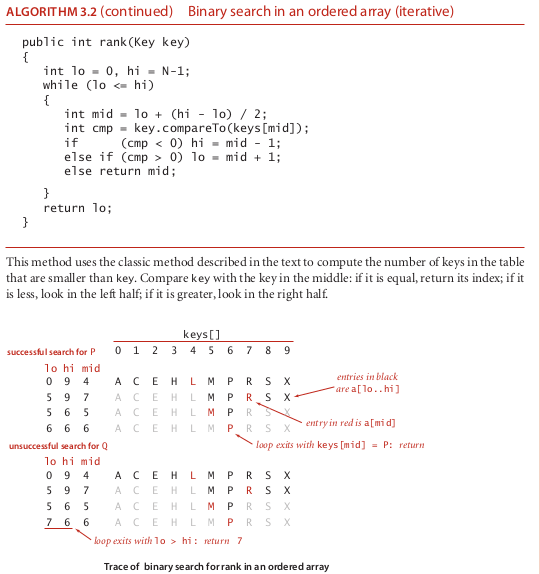 ALGORITHM 3.2 (continued) Binary search in an ordered array (iterative)
public int rank(Key key)
{
int lo = 0, hi = N-1;
while (lo <= hi)
{
int mid = lo + (hi - lo) / 2;
int cmp = key.compareTo(keys[mid]);
if (cmp < 0) hi = mid - 1;
else if (cmp > 0) lo = mid + 1;
else return mid;
}
return lo;
}
This method uses the classic method described in the text to compute the number of keys in the table
that are smaller than key. Compare key with the key in the middle: if it is equal, return its index; if it
is less, look in the left half; if it is greater, look in the right half.
keys[]
successful search for P 0 1 2 3 4 5 6 7 8 9
lo hi mid
0 9 4 A C E H L M P R S X
5 9 7 A C E H L M P R S X
5 6 5 A C E H L M P R S X
6 6 6 A C E H L M P R S X
entries in black
are a[lo..hi]
entry in red is a[mid]
loop exits with keys[mid] = P: return
unsuccessful search for Q
lo hi mid
0 9 4 A C E H L M P R S X
5 9 7 A C E H L M P R S X
5 6 5 A C E H L M P R S X
7 6 6 A C E H L M P R S X
loop exits with lo > hi: return 7
Trace of binary search for rank in an ordered array